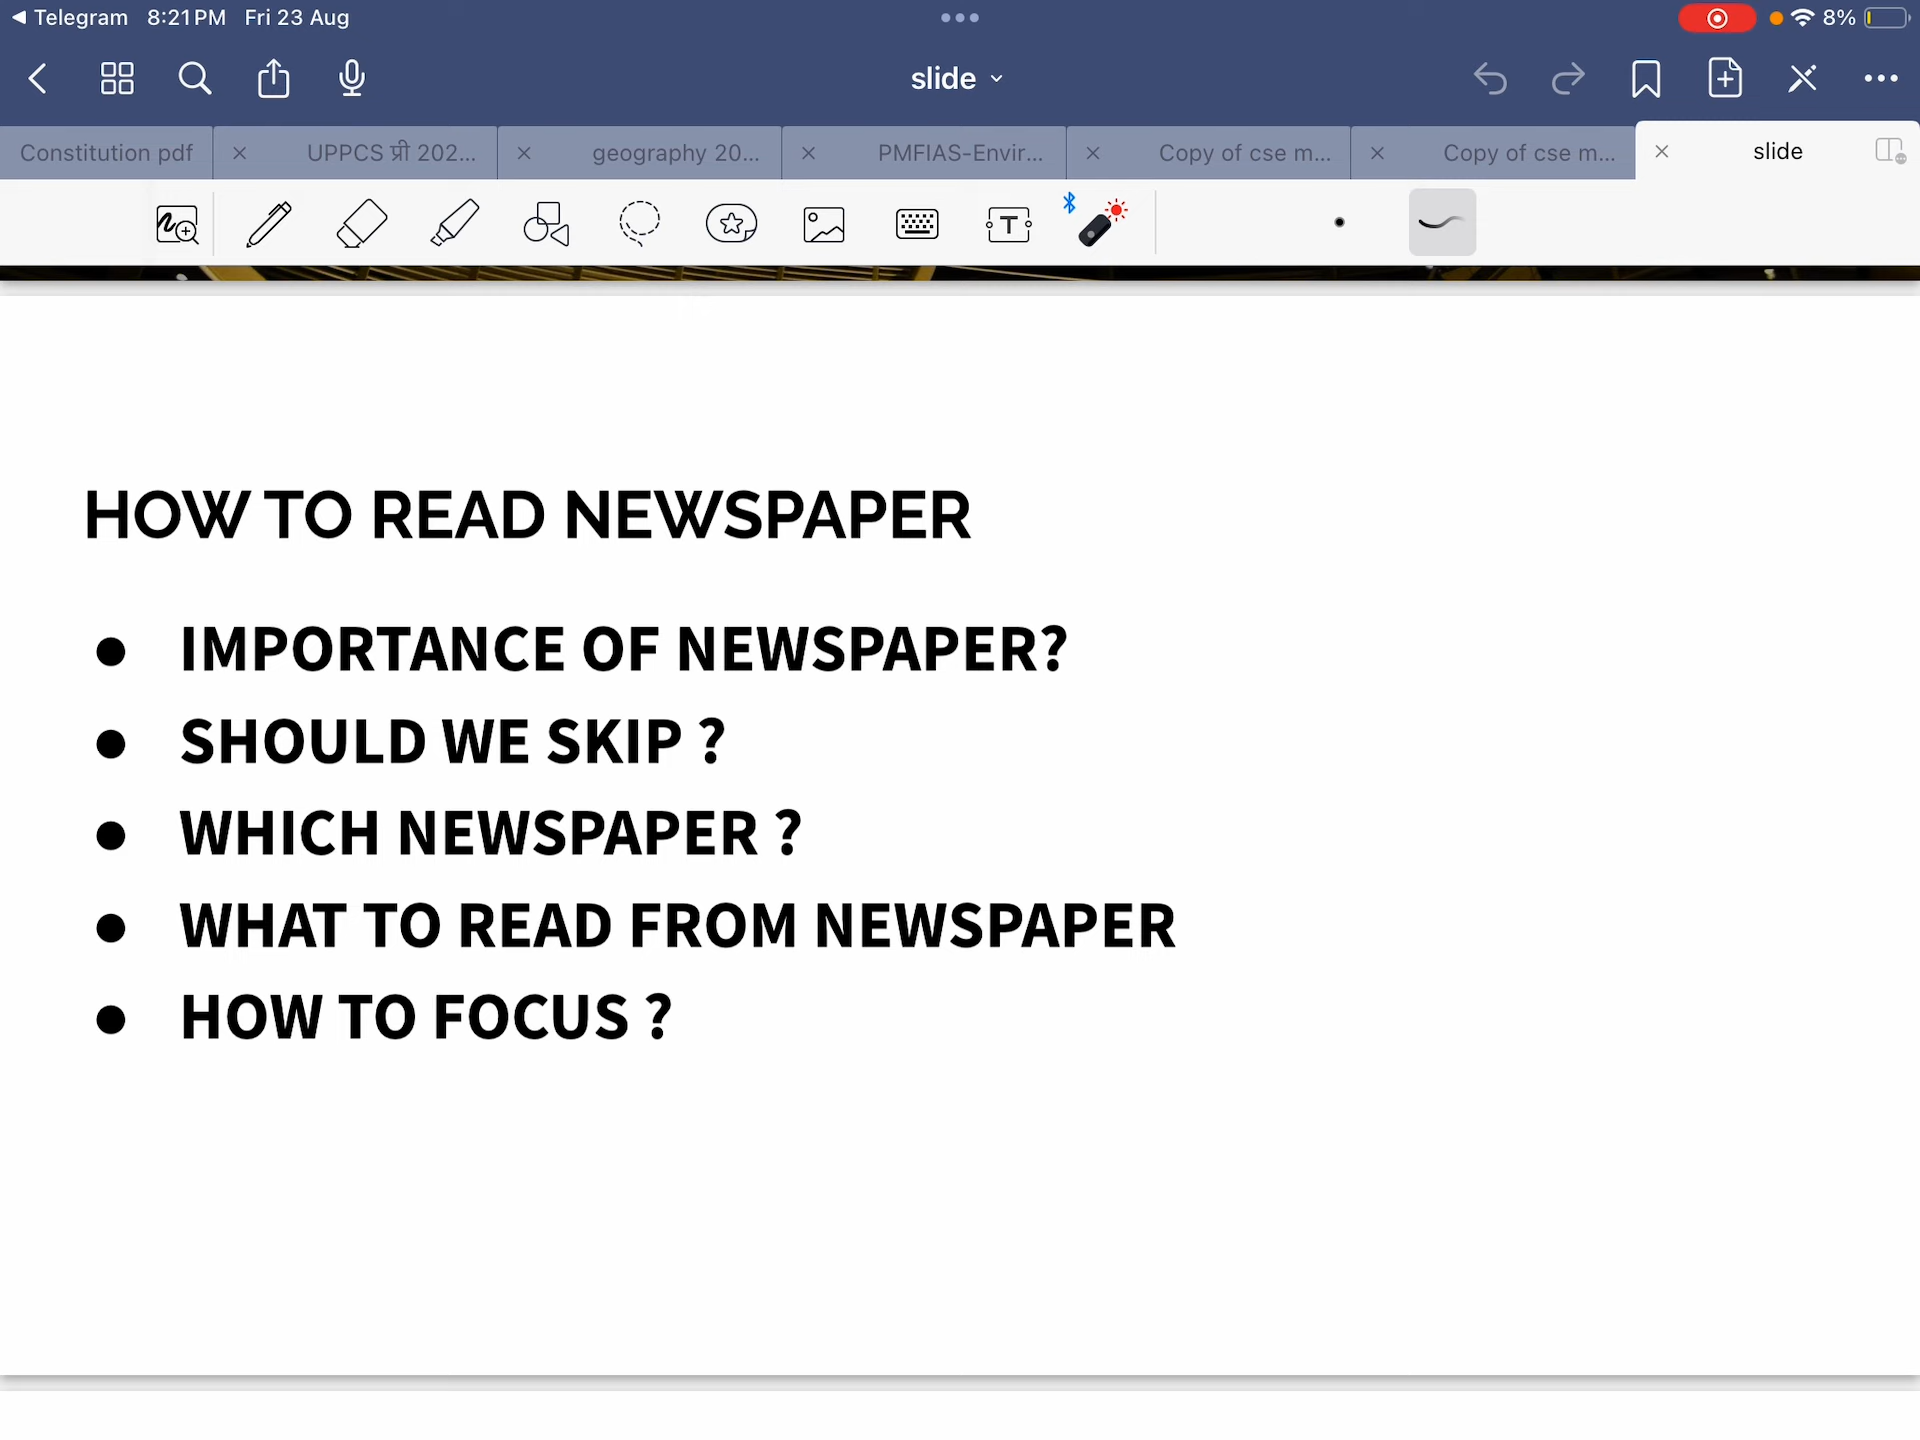 Telegram 8:21 PM Fri 23 Aug 8%
slide
Constitution pdf UPPCS प्री 202... geography 20... PMFIAS-Envir... Copy of cse m... Copy of cse m... slide
T
HOW TO READ NEWSPAPER
● IMPORTANCE OF NEWSPAPER?
● SHOULD WE SKIP ?
● WHICH NEWSPAPER ?
● WHAT TO READ FROM NEWSPAPER
● HOW TO FOCUS ?